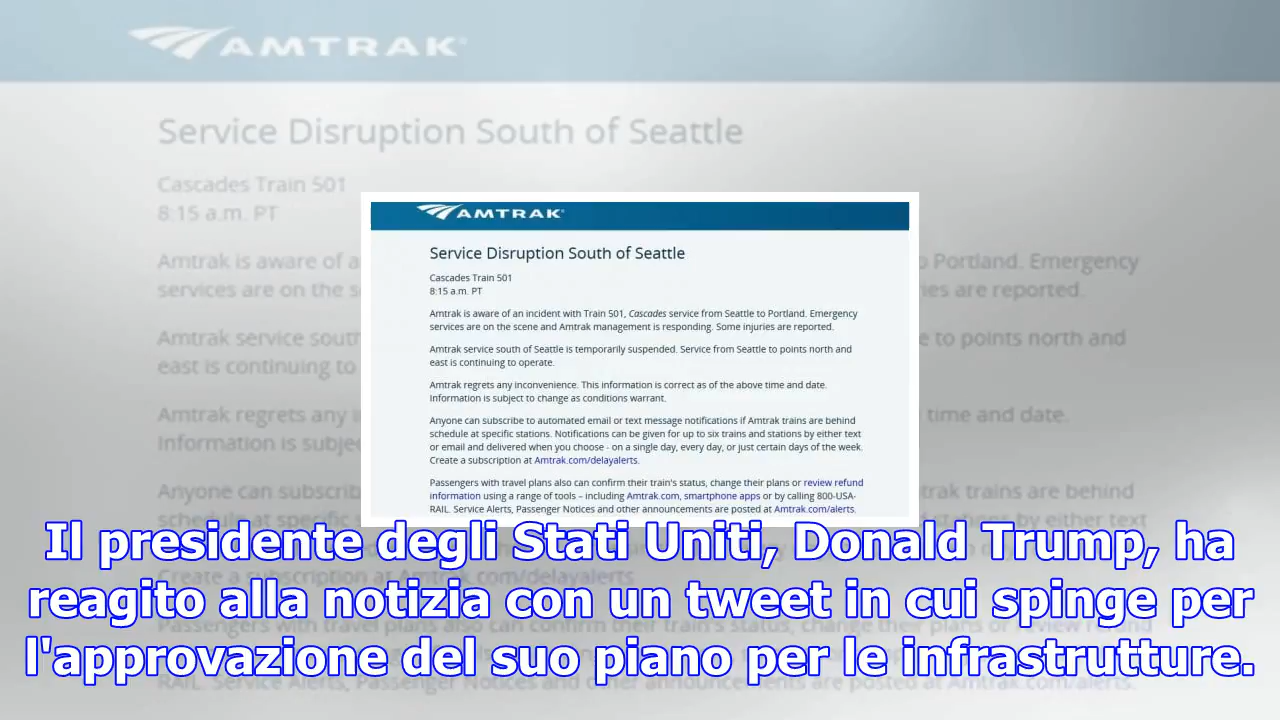 AMTRAK
Service Disruption South of Seattle
Cascades Train 501
8:15 a.m. PT
Amtrak is aware of an incident with Train 501, Cascades service from Seattle to Portland. Emergency
services are on the scene and Amtrak management is responding. Some injuries are reported.
Amtrak service south of Seattle is temporarily suspended. Service from Seattle to points north and
east is continuing to operate.
Amtrak regrets any inconvenience. This information is correct as of the above time and date.
Information is subject to change as conditions warrant.
Anyone can subscribe to automated email or text message notifications if Amtrak trains are behind
schedule at specific stations. Notifications can be given for up to six trains and stations by either text
or email and delivered when you choose - on a single day, every day, or just certain days of the week.
Create a subscription at Amtrak.com/delayalerts.
Passengers with travel plans also can confirm their train's status, change their plans or review refund
information using a range of tools – including Amtrak.com, smartphone apps or by calling 800-USA-
RAIL. Service Alerts, Passenger Notices and other announcements are posted at Amtrak.com/alerts.
Il presidente degli Stati Uniti, Donald Trump, ha
reagito alla notizia con un tweet in cui spinge per
l'approvazione del suo piano per le infrastrutture.